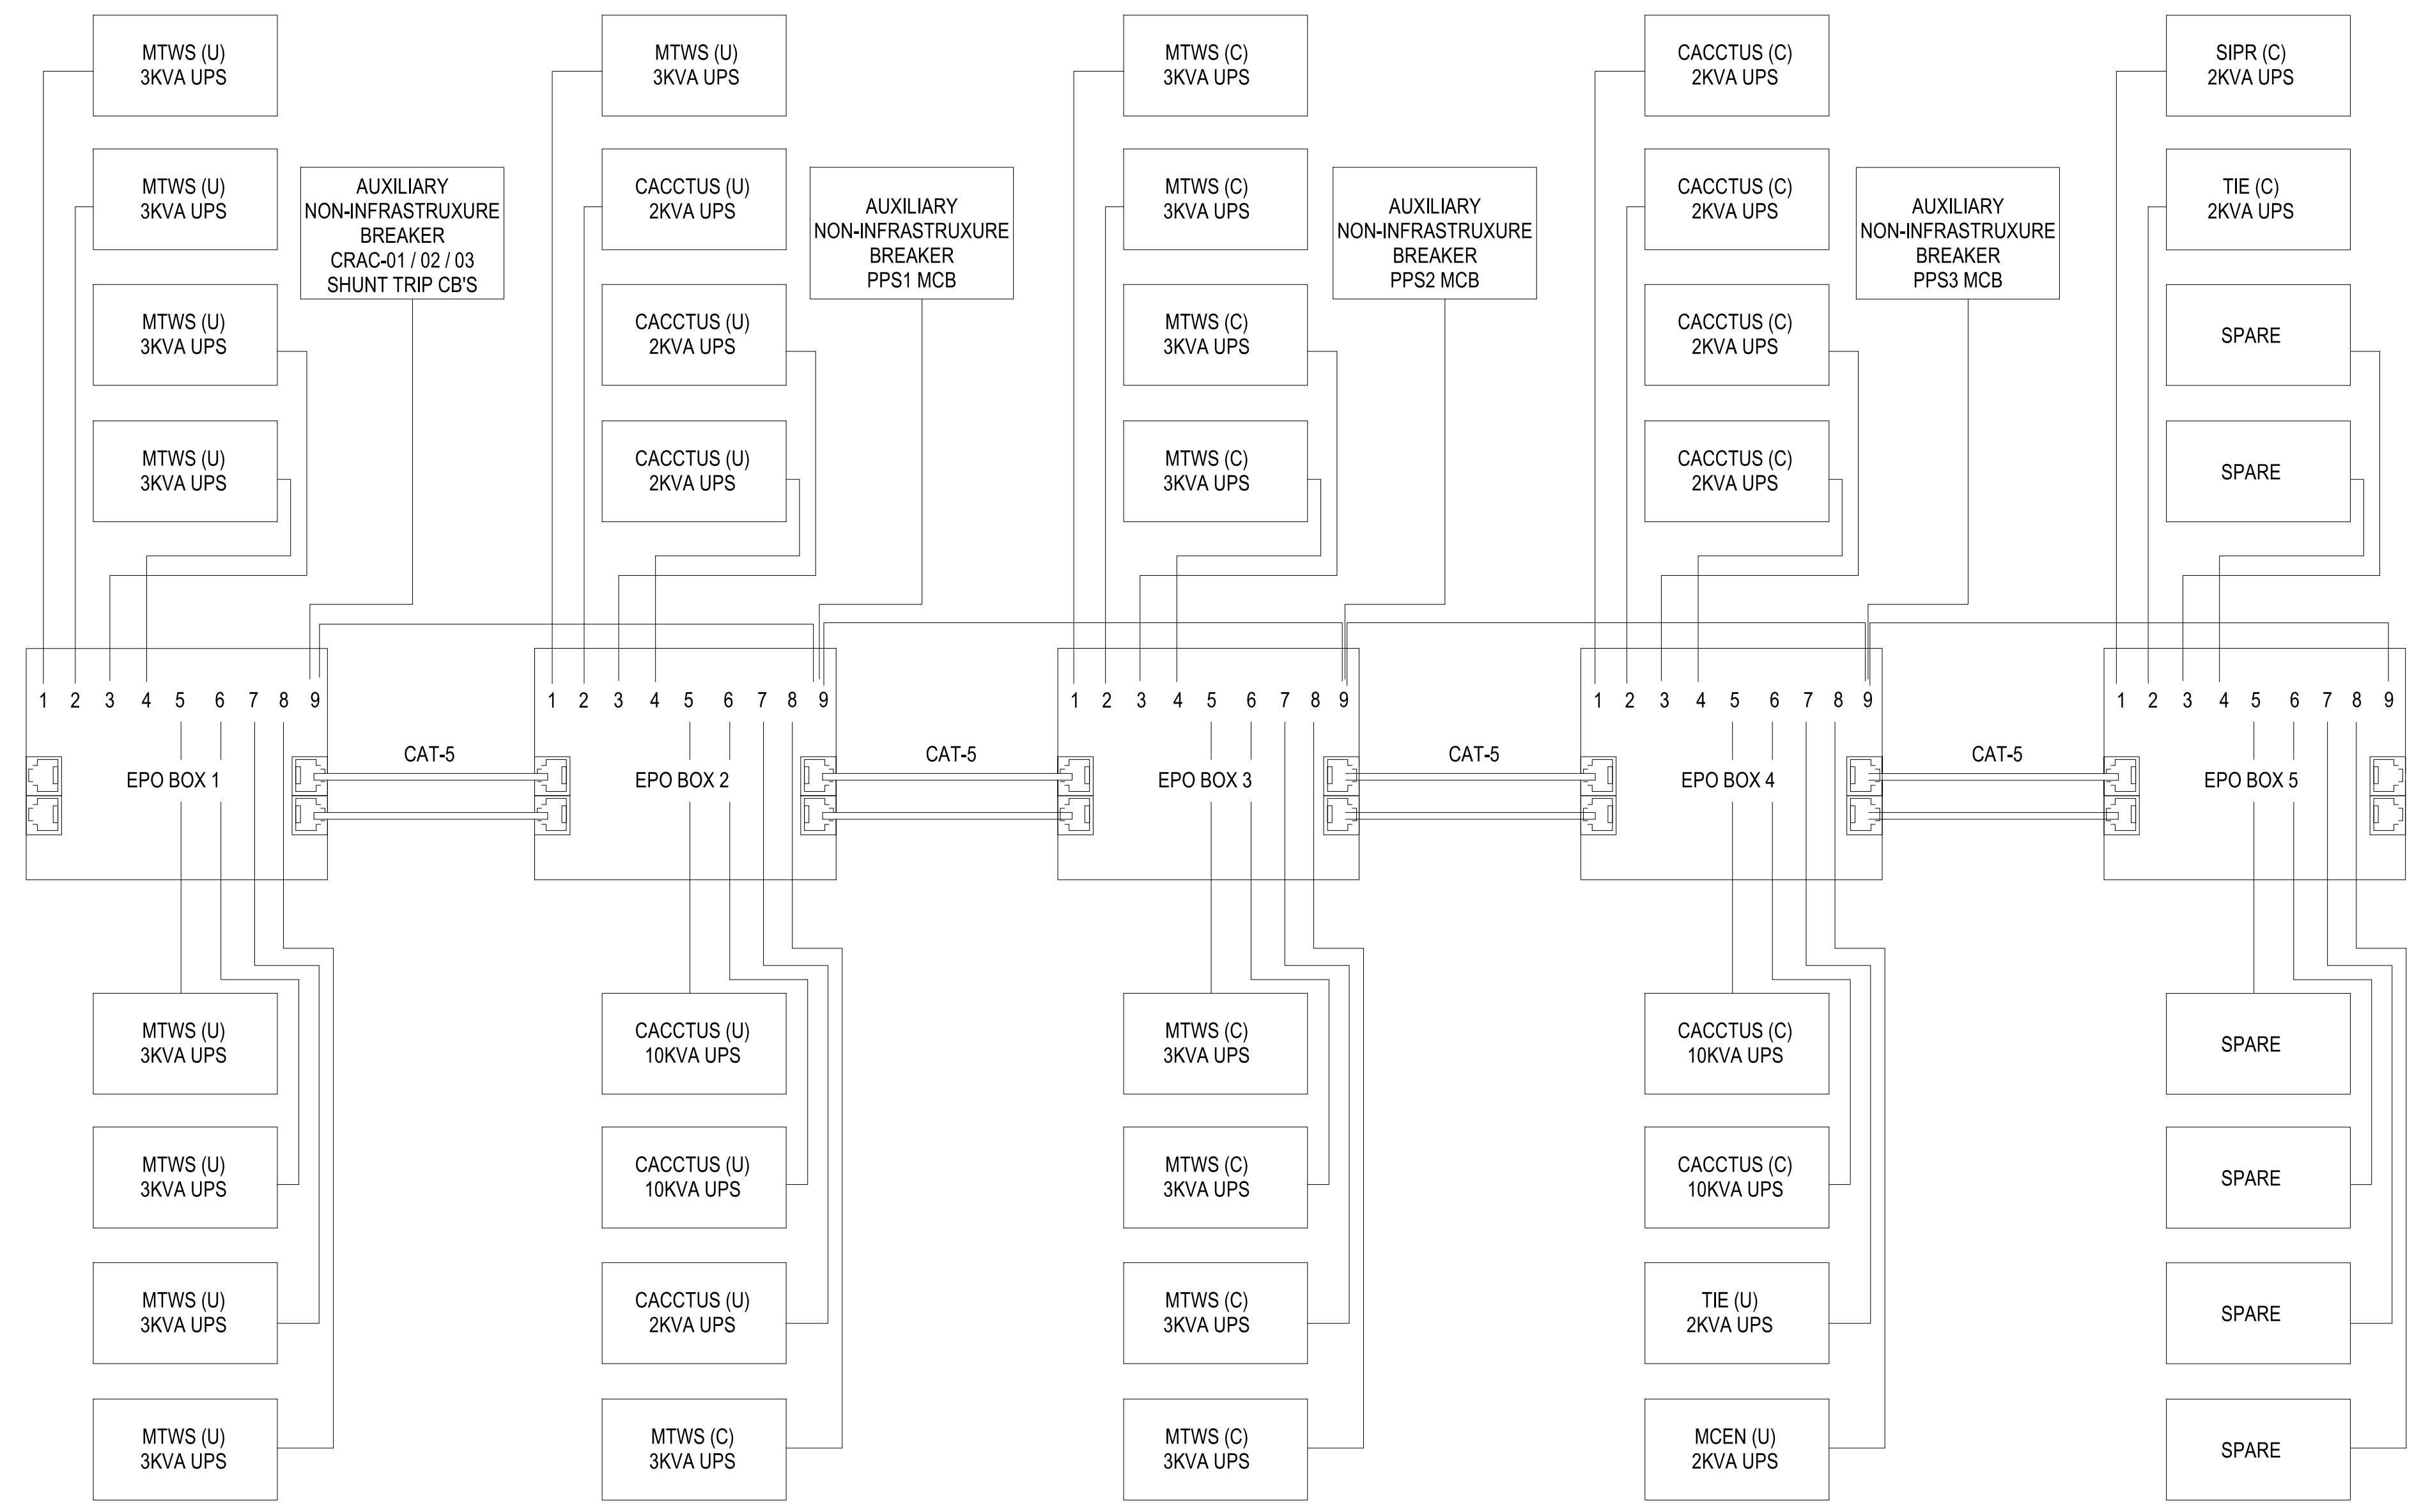 MTWS (U)
3KVA UPS
MTWS (U)
3KVA UPS
MTWS (C)
3KVA UPS
CACCTUS (C)
2KVA UPS
SIPR (C)
2KVA UPS
MTWS (U)
3KVA UPS
AUXILIARY
NON-INFRASTRUXURE
BREAKER
CRAC-01 / 02 / 03
SHUNT TRIP CB'S
CACCTUS (U)
2KVA UPS
AUXILIARY
NON-INFRASTRUXURE
BREAKER
PPS1 MCB
MTWS (C)
3KVA UPS
AUXILIARY
NON-INFRASTRUXURE
BREAKER
PPS2 MCB
CACCTUS (C)
2KVA UPS
AUXILIARY
NON-INFRASTRUXURE
BREAKER
PPS3 MCB
TIE (C)
2KVA UPS
MTWS (U)
3KVA UPS
CACCTUS (U)
2KVA UPS
MTWS (C)
3KVA UPS
CACCTUS (C)
2KVA UPS
SPARE
MTWS (U)
3KVA UPS
CACCTUS (U)
2KVA UPS
MTWS (C)
3KVA UPS
CACCTUS (C)
2KVA UPS
SPARE
1 2 3 4 5 6 7 8 9
1 2 3 4 5 6 7 8 9
1 2 3 4 5 6 7 8 9
1 2 3 4 5 6 7 8 9
1 2 3 4 5 6 7 8 9
EPO BOX 1
CAT-5
EPO BOX 2
CAT-5
EPO BOX 3
CAT-5
EPO BOX 4
CAT-5
EPO BOX 5
MTWS (U)
3KVA UPS
CACCTUS (U)
10KVA UPS
MTWS (C)
3KVA UPS
CACCTUS (C)
10KVA UPS
SPARE
MTWS (U)
3KVA UPS
CACCTUS (U)
10KVA UPS
MTWS (C)
3KVA UPS
CACCTUS (C)
10KVA UPS
SPARE
MTWS (U)
3KVA UPS
CACCTUS (U)
2KVA UPS
MTWS (C)
3KVA UPS
TIE (U)
2KVA UPS
SPARE
MTWS (U)
3KVA UPS
MTWS (C)
3KVA UPS
MTWS (C)
3KVA UPS
MCEN (U)
2KVA UPS
SPARE